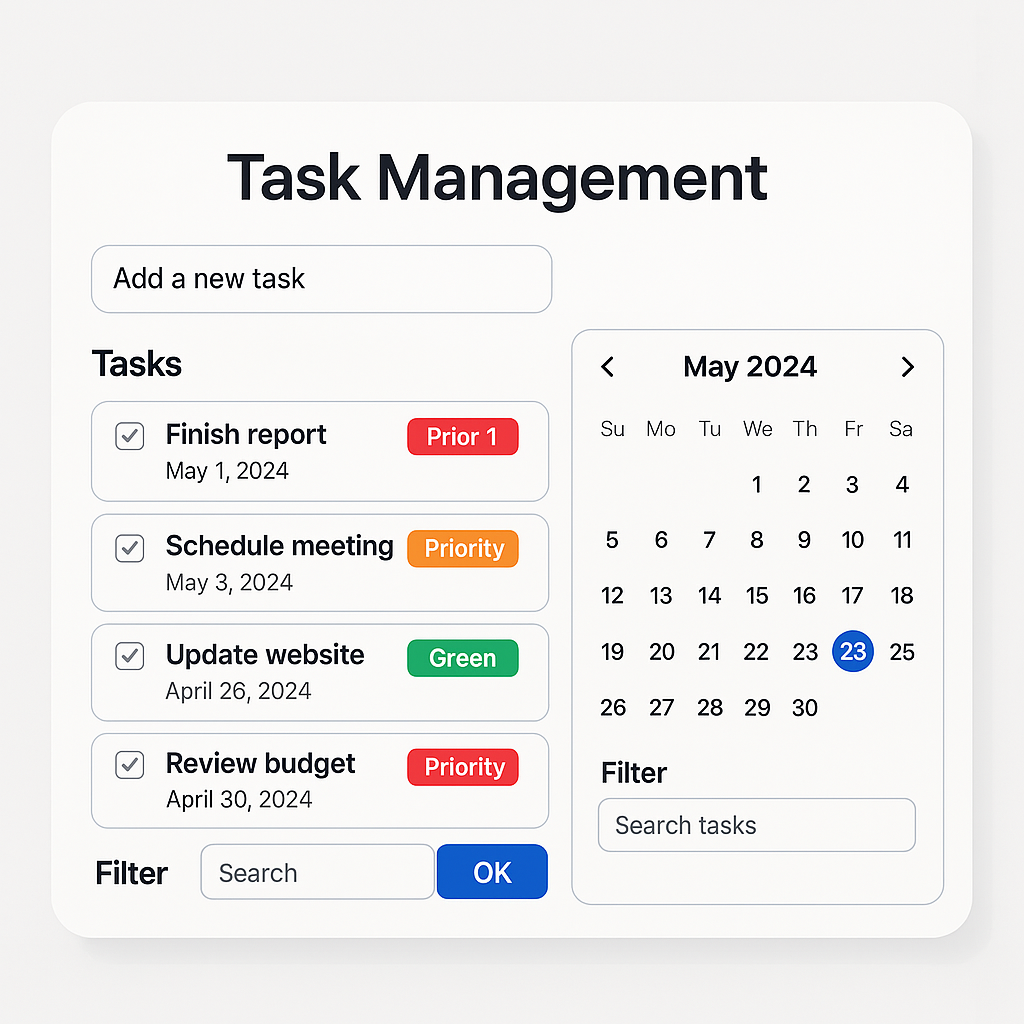 Task Management
Add a new task
Tasks
Finish report Prior 1
May 1, 2024
Schedule meeting Priority
May 3, 2024
Update website Green
April 26, 2024
Review budget Priority
April 30, 2024
Filter Search OK
May 2024
Su Mo Tu We Th Fr Sa
1 2 3 4
5 6 7 8 9 10 11
12 13 14 15 16 17 18
19 20 21 22 23 23 25
26 27 28 29 30
Filter
Search tasks